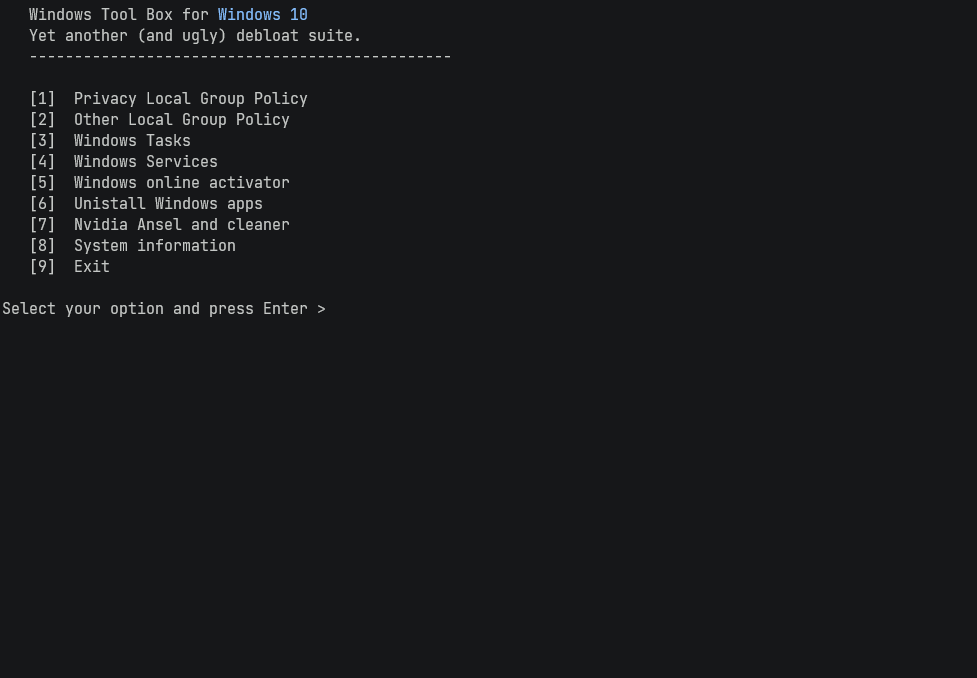 Windows Tool Box for Windows 10
Yet another (and ugly) debloat suite.
-----------------------------------------------
[1]  Privacy Local Group Policy
[2]  Other Local Group Policy
[3]  Windows Tasks
[4]  Windows Services
[5]  Windows online activator
[6]  Unistall Windows apps
[7]  Nvidia Ansel and cleaner
[8]  System information
[9]  Exit
Select your option and press Enter >